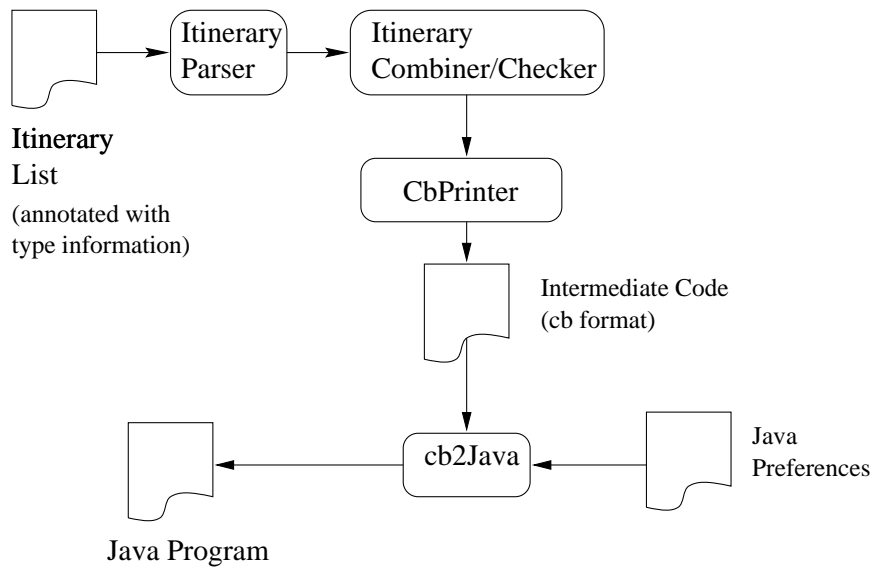 Itinerary
Parser
Itinerary
Combiner/Checker
Itinerary
List
(annotated with
type information)
CbPrinter
Intermediate Code
(cb format)
cb2Java
Java
Preferences
Java Program